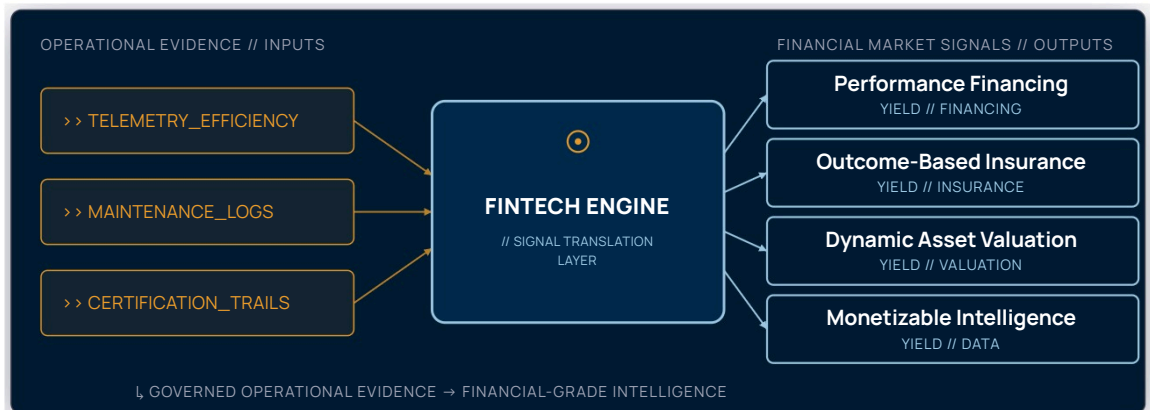 OPERATIONAL EVIDENCE // INPUTS
>> TELEMETRY_EFFICIENCY
>> MAINTENANCE_LOGS
>> CERTIFICATION_TRAILS
FINTECH ENGINE
// SIGNAL TRANSLATION
LAYER
FINANCIAL MARKET SIGNALS // OUTPUTS
Performance Financing
YIELD // FINANCING
Outcome-Based Insurance
YIELD // INSURANCE
Dynamic Asset Valuation
YIELD // VALUATION
Monetizable Intelligence
YIELD // DATA
↳ GOVERNED OPERATIONAL EVIDENCE → FINANCIAL-GRADE INTELLIGENCE